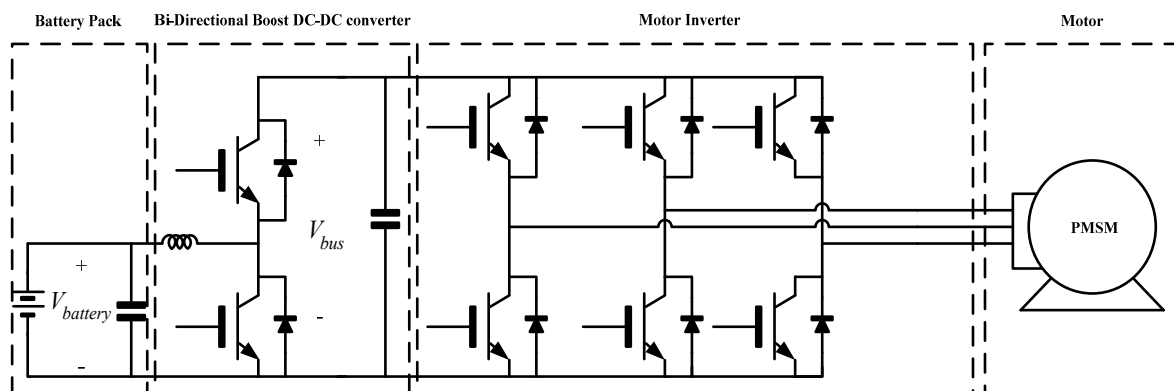 Battery Pack
Bi-Directional Boost DC-DC converter
Motor Inverter
Motor
+
V_bus
-
+
V_battery
-
PMSM